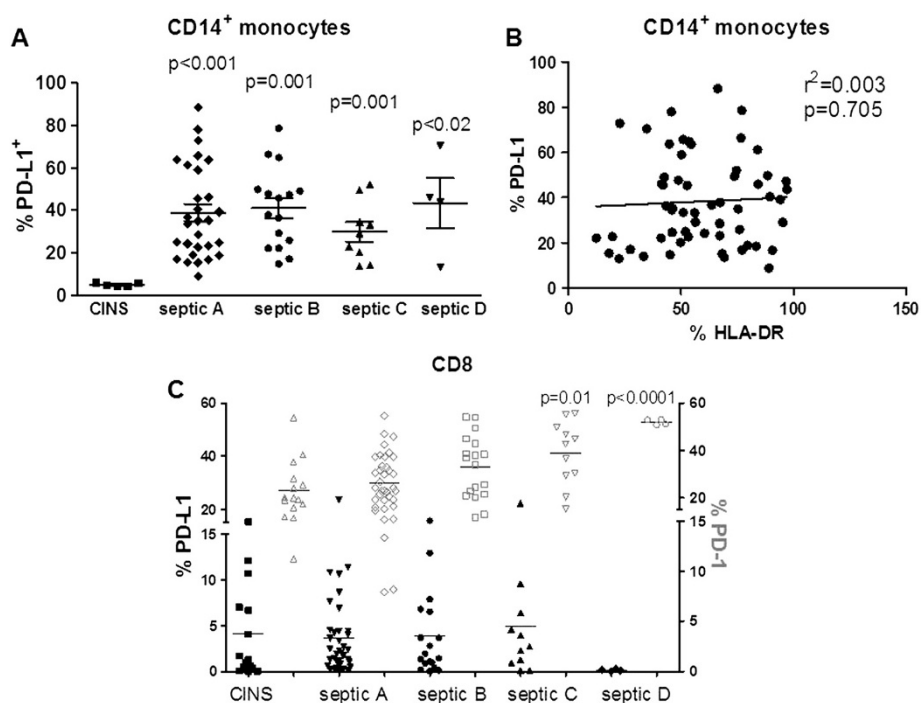 A
CD14+ monocytes
p<0.001
p=0.001
p=0.001
p<0.02
% PD-L1+
100
80
60
40
20
0
CINS septic A septic B septic C septic D
B
CD14+ monocytes
r2=0.003
p=0.705
% PD-L1
100
80
60
40
20
0
0 50 100 150
% HLA-DR
C
CD8
p=0.01 p<0.0001
% PD-L1
60
40
20
15
10
5
0
60
40
20
15
10
5
0
% PD-1
CINS septic A septic B septic C septic D